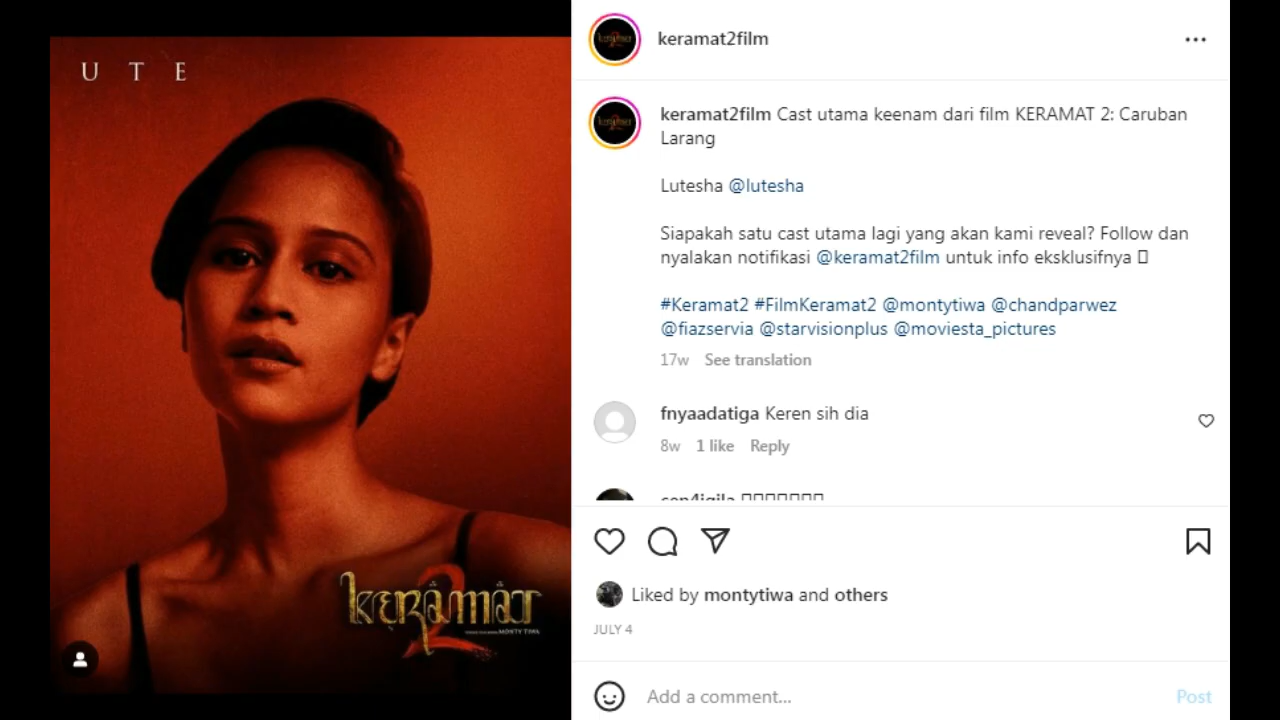 U T E
keramat
2
MONTY TIWA
keramat2film
keramat2film Cast utama keenam dari film KERAMAT 2: Caruban
Larang
Lutesha @lutesha
Siapakah satu cast utama lagi yang akan kami reveal? Follow dan
nyalakan notifikasi @keramat2film untuk info eksklusifnya
#Keramat2 #FilmKeramat2 @montytiwa @chandparwez
@fiazservia @starvisionplus @moviesta_pictures
17w See translation
fnyaadatiga Keren sih dia
8w 1 like Reply
Liked by montytiwa and others
JULY 4
Add a comment...
Post